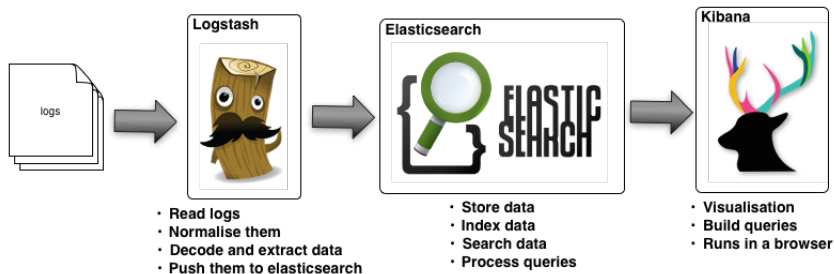 logs
Logstash
· Read logs
· Normalise them
· Decode and extract data
· Push them to elasticsearch
Elasticsearch
ELASTIC
SEARCH
· Store data
· Index data
· Search data
· Process queries
Kibana
· Visualisation
· Build queries
· Runs in a browser